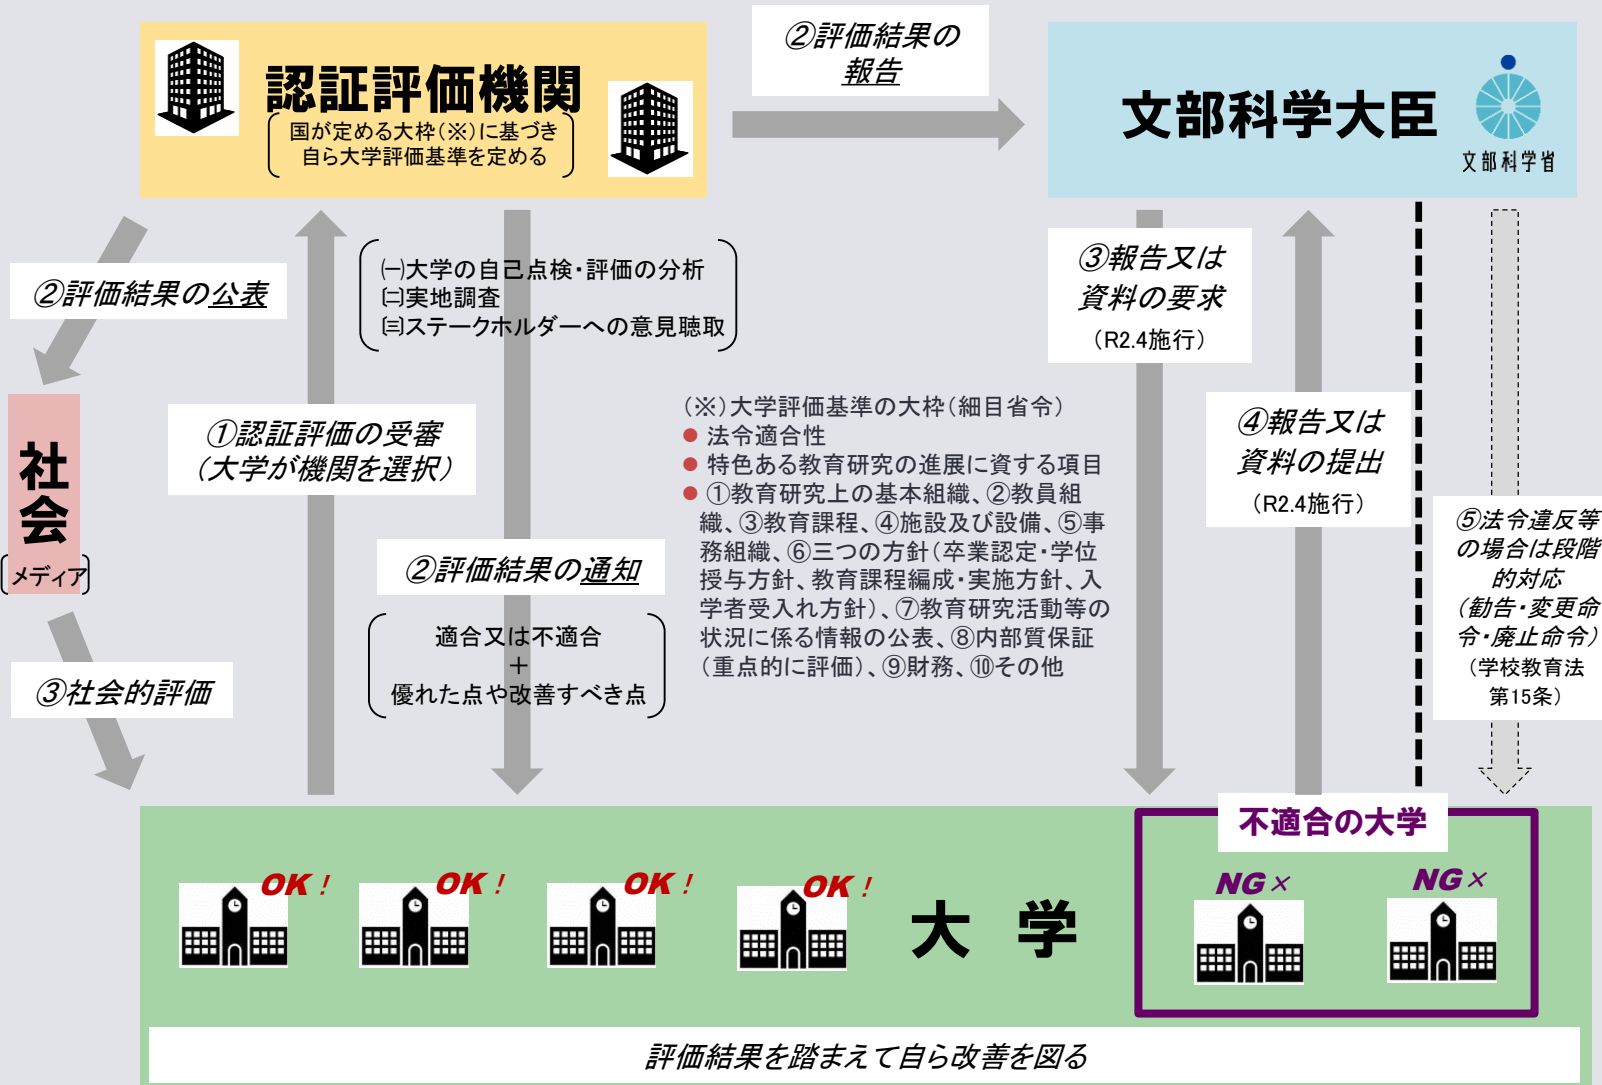 認証評価機関
国が定める大枠(※)に基づき
自ら大学評価基準を定める
②評価結果の
報告
文部科学大臣
文部科学省
②評価結果の公表
㈠大学の自己点検・評価の分析
㈡実地調査
㈢ステークホルダーへの意見聴取
③報告又は
資料の要求
(R2.4施行)
社会
メディア
①認証評価の受審
(大学が機関を選択)
(※)大学評価基準の大枠(細目省令)
● 法令適合性
● 特色ある教育研究の進展に資する項目
● ①教育研究上の基本組織、②教員組
織、③教育課程、④施設及び設備、⑤事
務組織、⑥三つの方針(卒業認定・学位
授与方針、教育課程編成・実施方針、入
学者受入れ方針)、⑦教育研究活動等の
状況に係る情報の公表、⑧内部質保証
(重点的に評価)、⑨財務、⑩その他
④報告又は
資料の提出
(R2.4施行)
⑤法令違反等
の場合は段階
的対応
(勧告・変更命
令・廃止命令)
(学校教育法
第15条)
②評価結果の通知
適合又は不適合
+
優れた点や改善すべき点
③社会的評価
不適合の大学
OK!
OK!
OK!
OK!
大 学
NG×
NG×
評価結果を踏まえて自ら改善を図る